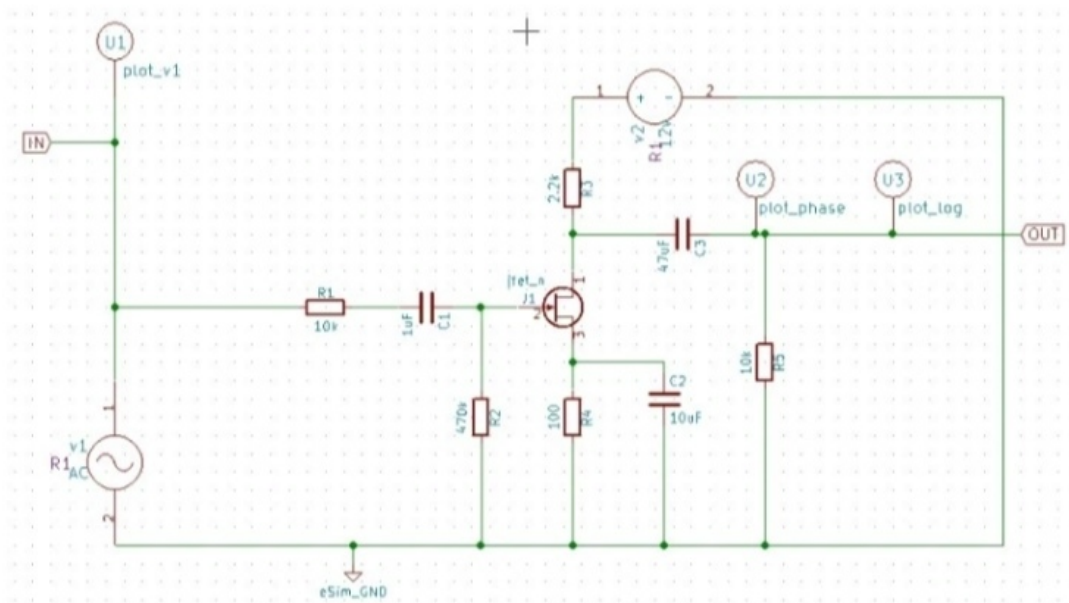 U1
plot_v1
IN
1
+
-
2
v2
12v
R1
2.2k
R3
U2
plot_phase
U3
plot_log
OUT
47uF
C3
jfet_n
J1
1
2
3
R1
10k
1uF
C1
C2
10uF
10k
R5
470k
R2
100
R4
1
v1
R1
AC
2
eSim_GND